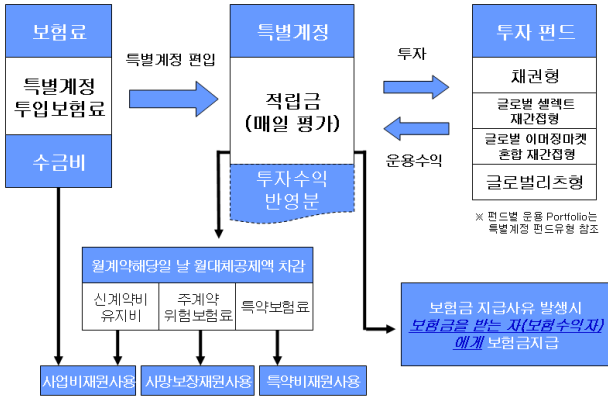 보험료
특별계정
투입보험료
수금비
특별계정 편입
특별계정
적립금
(매일 평가)
투자수익
반영분
투자
운용수익
투자 펀드
채권형
글로벌 셀렉트
재간접형
글로벌 이머징마켓
혼합 재간접형
글로벌리츠형
※ 펀드별 운용 Portfolio는
특별계정 펀드유형 참조
월계약해당일 날 월대체공제액 차감
신계약비
유지비
주계약
위험보험료
특약보험료
사업비재원사용
사망보장재원사용
특약비재원사용
보험금 지급사유 발생시
보험금을 받는 자(보험수익자)
에게 보험금지급